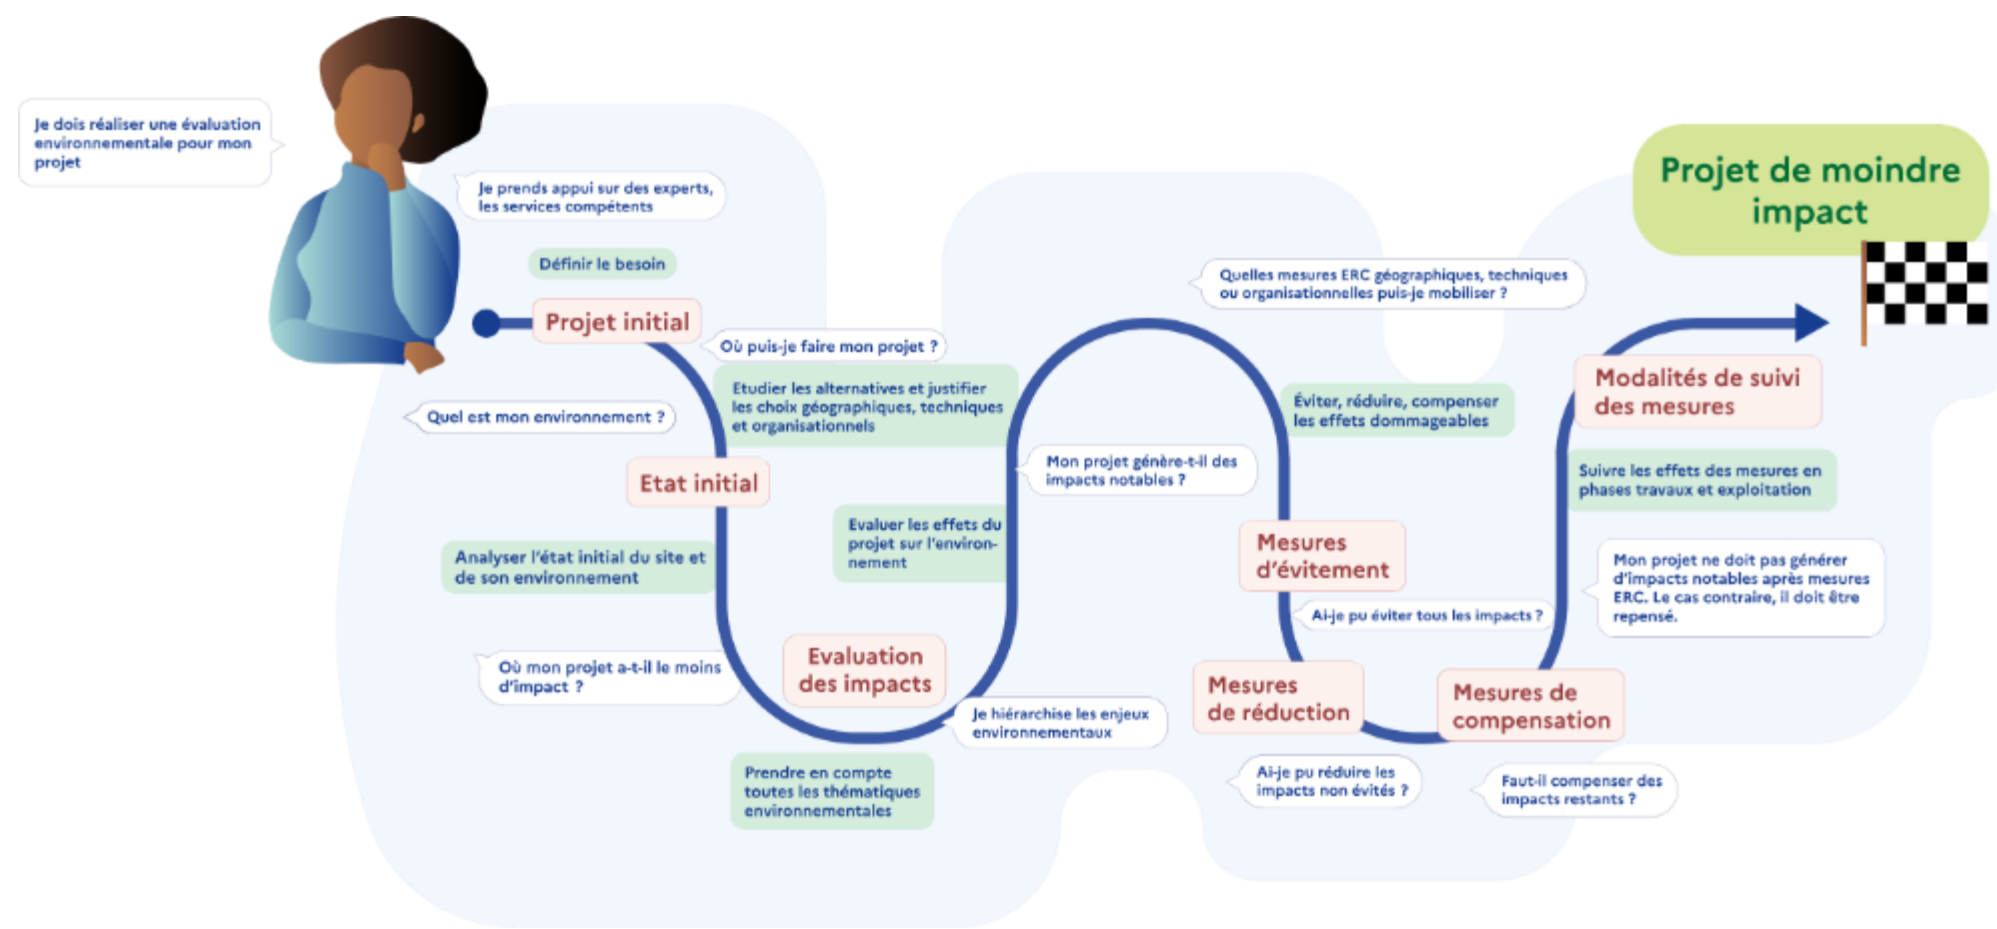 Je dois réaliser une évaluation
environnementale pour mon
projet
Je prends appui sur des experts,
les services compétents
Définir le besoin
Projet initial
Où puis-je faire mon projet ?
Etudier les alternatives et justifier
les choix géographiques, techniques
et organisationnels
Quel est mon environnement ?
Etat initial
Analyser l'état initial du site et
de son environnement
Où mon projet a-t-il le moins
d'impact ?
Evaluation
des impacts
Prendre en compte
toutes les thématiques
environnementales
Je hiérarchise les enjeux
environnementaux
Evaluer les effets du
projet sur l'environ-
nement
Mon projet génère-t-il des
impacts notables ?
Quelles mesures ERC géographiques, techniques
ou organisationnelles puis-je mobiliser ?
Éviter, réduire, compenser
les effets dommageables
Mesures
d'évitement
Ai-je pu éviter tous les impacts ?
Mesures
de réduction
Ai-je pu réduire les
impacts non évités ?
Mesures de
compensation
Faut-il compenser des
impacts restants ?
Mon projet ne doit pas générer
d'impacts notables après mesures
ERC. Le cas contraire, il doit être
repensé.
Suivre les effets des mesures en
phases travaux et exploitation
Modalités de suivi
des mesures
Projet de moindre
impact